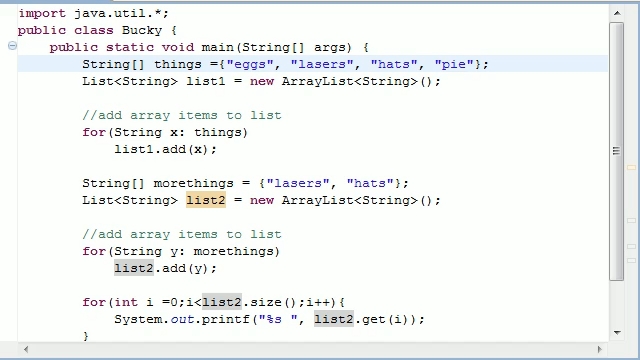 import java.util.*;
public class Bucky {
public static void main(String[] args) {
String[] things ={"eggs", "lasers", "hats", "pie"};
List<String> list1 = new ArrayList<String>();
//add array items to list
for(String x: things)
list1.add(x);
String[] morethings = {"lasers", "hats"};
List<String> list2 = new ArrayList<String>();
//add array items to list
for(String y: morethings)
list2.add(y);
for(int i =0;i<list2.size();i++){
System.out.printf("%s ", list2.get(i));
}